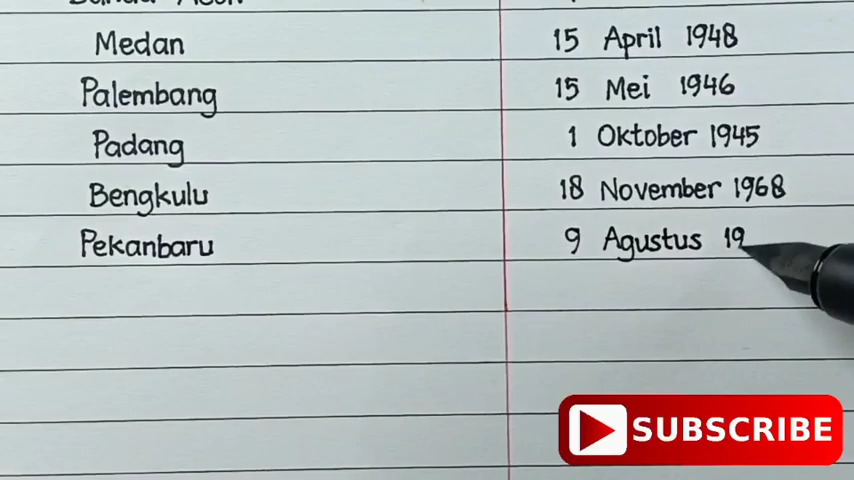 Medan 15 April 1948
Palembang 15 Mei 1946
Padang 1 Oktober 1945
Bengkulu 18 November 1968
Pekanbaru 9 Agustus 19
SUBSCRIBE